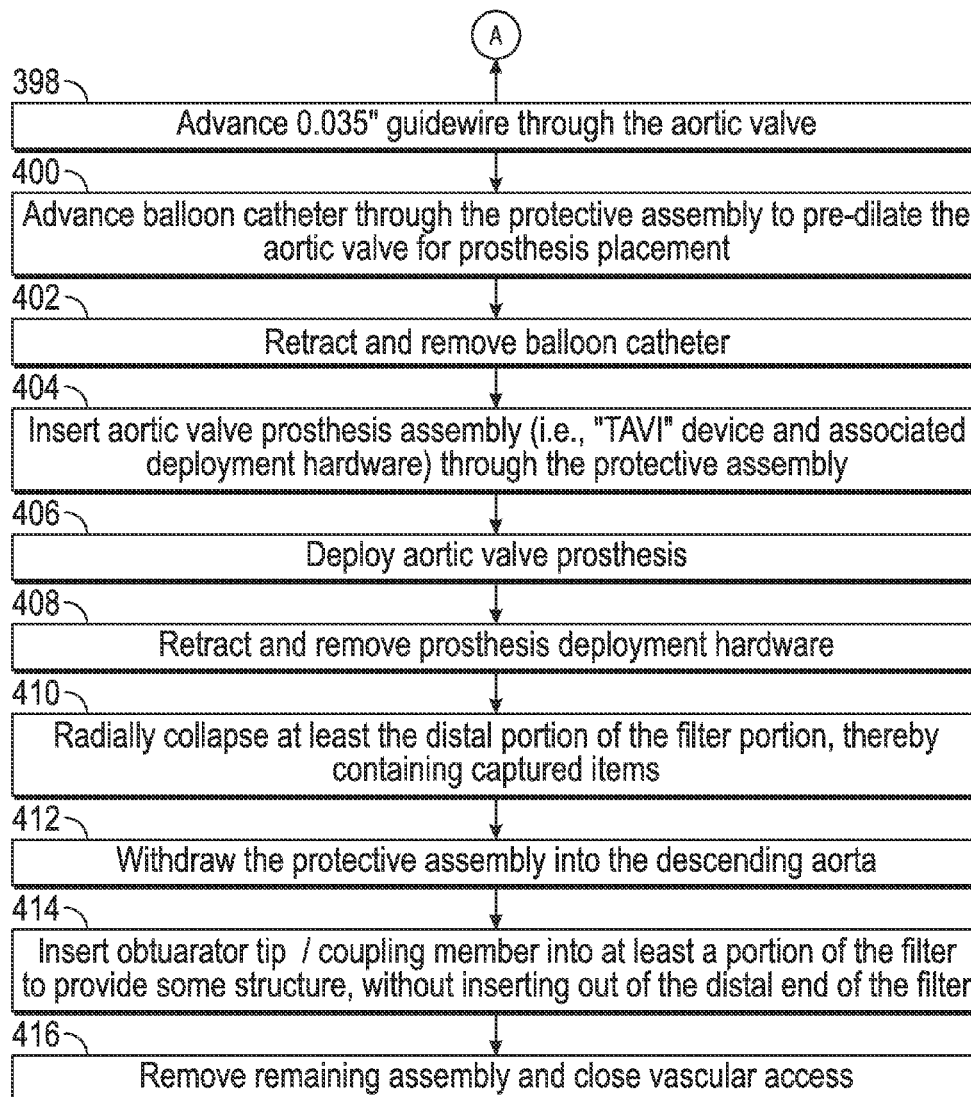 A
398
Advance 0.035" guidewire through the aortic valve
400
Advance balloon catheter through the protective assembly to pre-dilate the
aortic valve for prosthesis placement
402
Retract and remove balloon catheter
404
Insert aortic valve prosthesis assembly (i.e., "TAVI" device and associated
deployment hardware) through the protective assembly
406
Deploy aortic valve prosthesis
408
Retract and remove prosthesis deployment hardware
410
Radially collapse at least the distal portion of the filter portion, thereby
containing captured items
412
Withdraw the protective assembly into the descending aorta
414
Insert obtuarator tip / coupling member into at least a portion of the filter
to provide some structure, without inserting out of the distal end of the filter
416
Remove remaining assembly and close vascular access